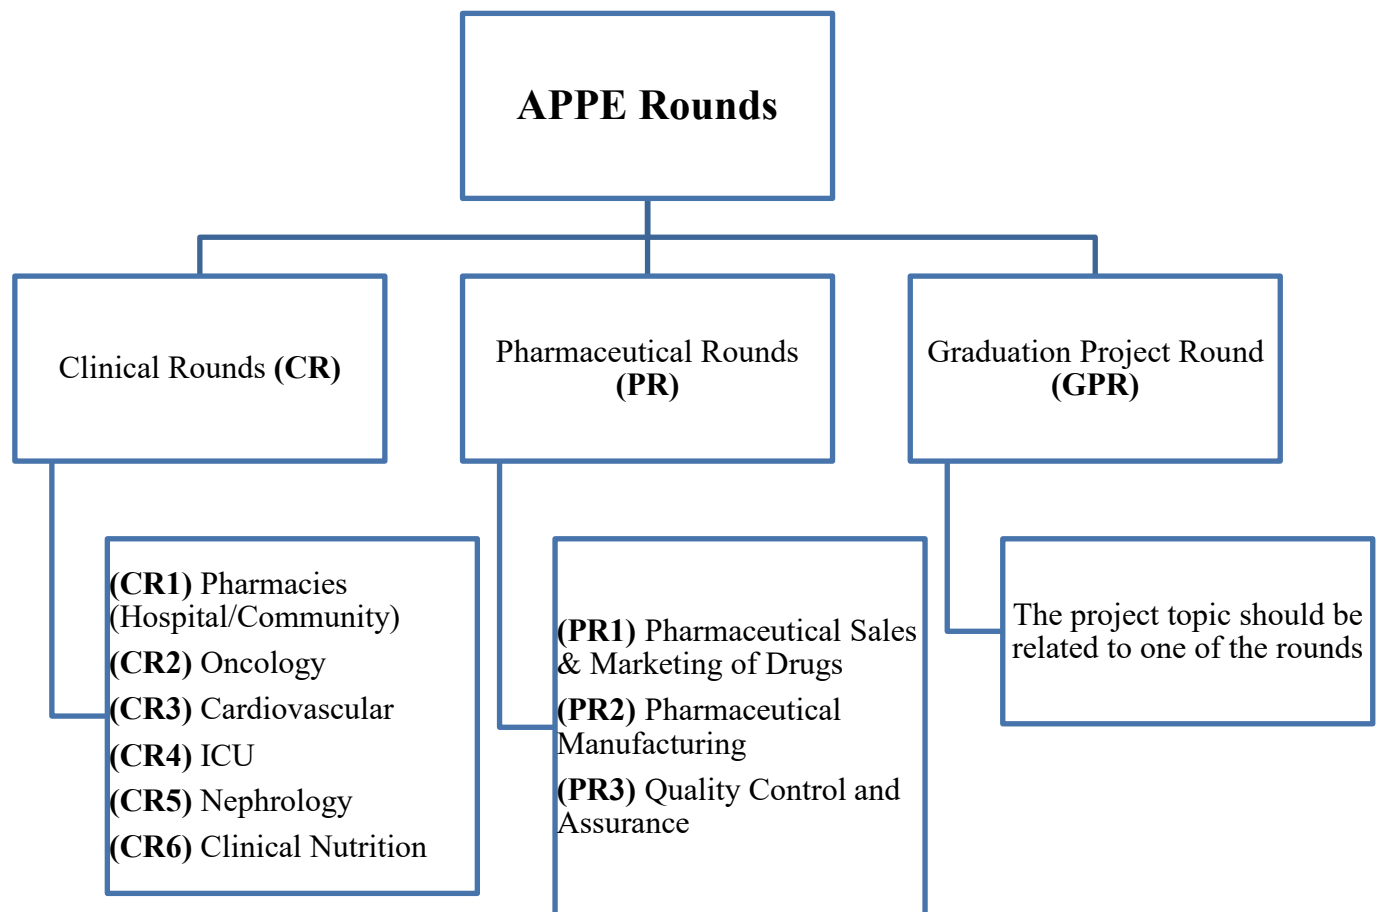 APPE Rounds
Clinical Rounds (CR)
Pharmaceutical Rounds
(PR)
Graduation Project Round
(GPR)
(CR1) Pharmacies
(Hospital/Community)
(CR2) Oncology
(CR3) Cardiovascular
(CR4) ICU
(CR5) Nephrology
(CR6) Clinical Nutrition
(PR1) Pharmaceutical Sales
& Marketing of Drugs
(PR2) Pharmaceutical
Manufacturing
(PR3) Quality Control and
Assurance
The project topic should be
related to one of the rounds